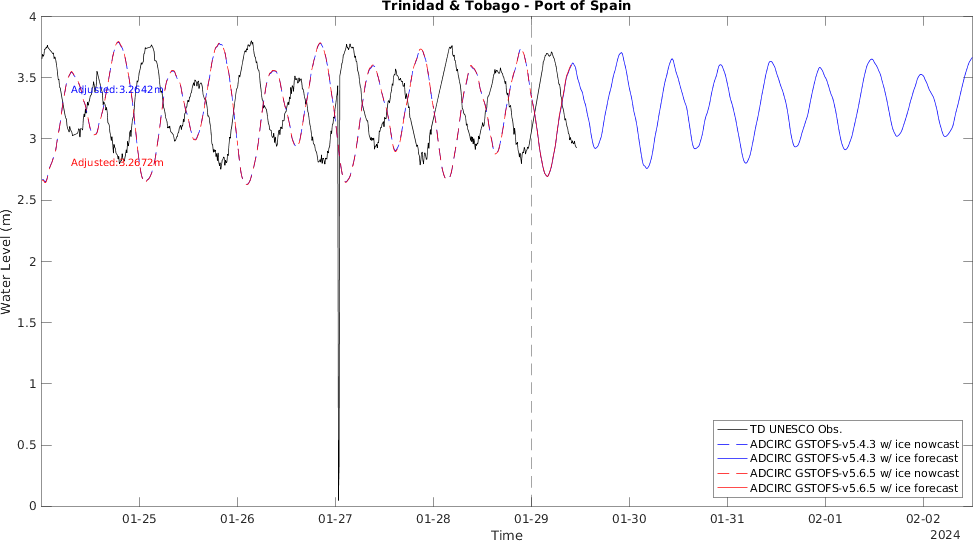 Trinidad & Tobago - Port of Spain
4
3.5
3
2.5
2
1.5
1
0.5
0
Water Level (m)
Adjusted:3.2642m
Adjusted:3.2672m
TD UNESCO Obs.
ADCIRC GSTOFS-v5.4.3 w/ ice nowcast
ADCIRC GSTOFS-v5.4.3 w/ ice forecast
ADCIRC GSTOFS-v5.6.5 w/ ice nowcast
ADCIRC GSTOFS-v5.6.5 w/ ice forecast
01-25 01-26 01-27 01-28 01-29 01-30 01-31 02-01 02-02
Time
2024